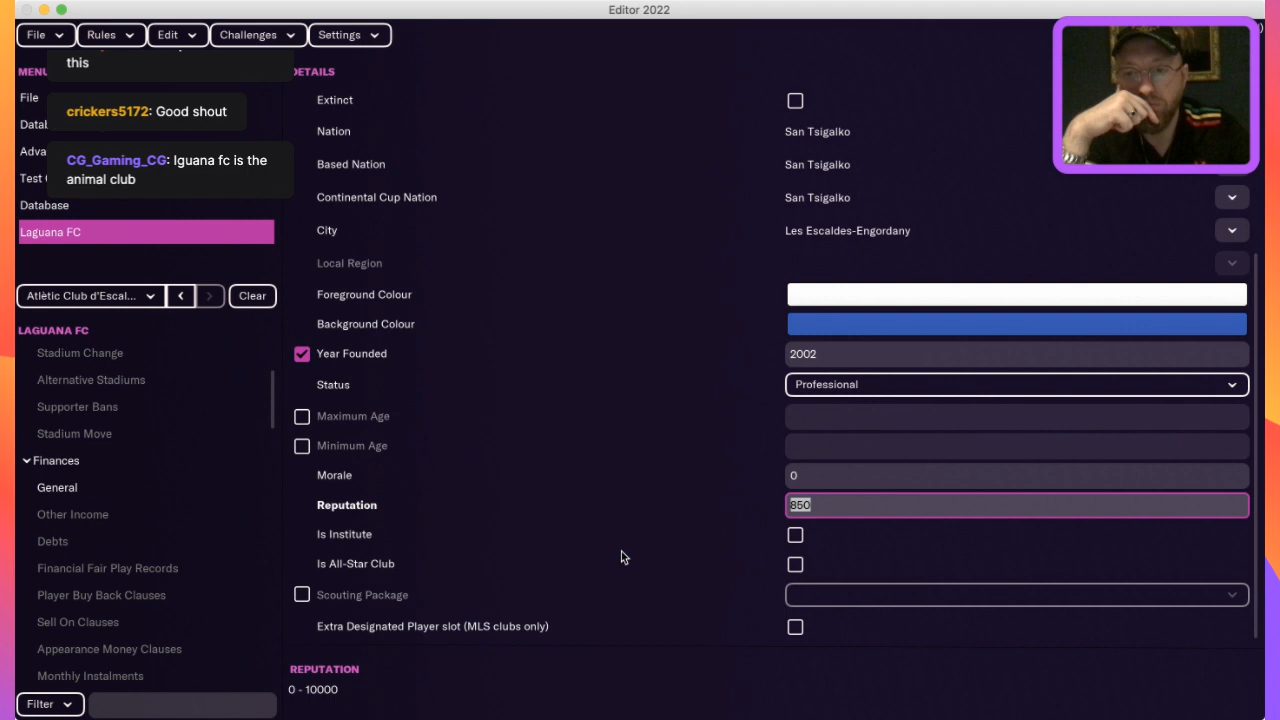 Editor 2022
File
Rules
Edit
Challenges
Settings
this
crickers5172: Good shout
CG_Gaming_CG: Iguana fc is the
animal club
MENU
File
Test
Database
Laguana FC
Atlètic Club d'Escal...
Clear
LAGUANA FC
Stadium Change
Alternative Stadiums
Supporter Bans
Stadium Move
Finances
General
Other Income
Debts
Financial Fair Play Records
Player Buy Back Clauses
Sell On Clauses
Appearance Money Clauses
Monthly Instalments
Filter
DETAILS
Extinct
Nation San Tsigalko
Based Nation San Tsigalko
Continental Cup Nation San Tsigalko
City Les Escaldes-Engordany
Local Region
Foreground Colour
Background Colour
Year Founded 2002
Status Professional
Maximum Age
Minimum Age
Morale 0
Reputation 850
Is Institute
Is All-Star Club
Scouting Package
Extra Designated Player slot (MLS clubs only)
REPUTATION
0 - 10000